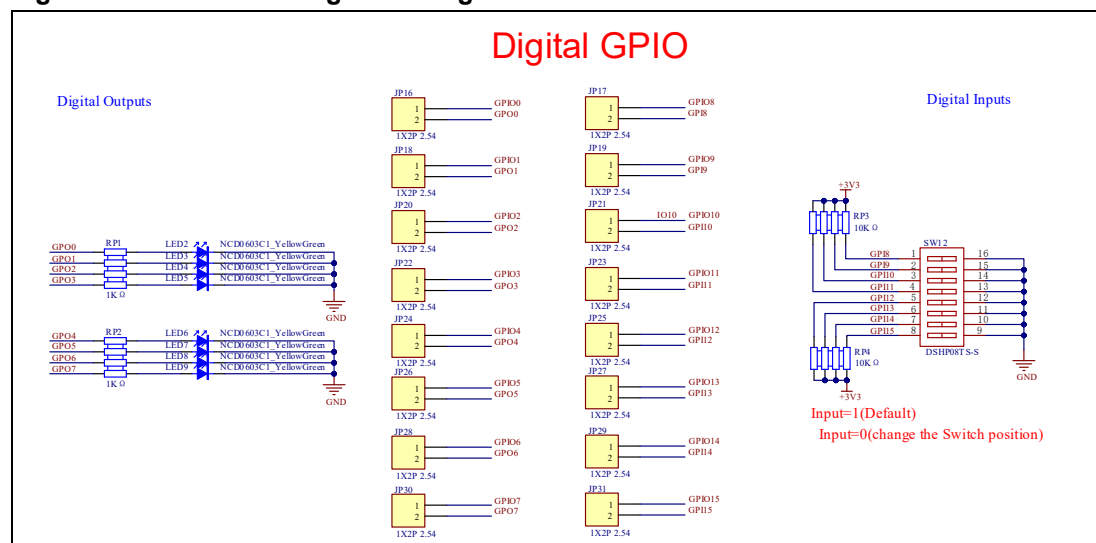 Digital GPIO
Digital Outputs
GPO0
GPO1
GPO2
GPO3
RP1
1K Ω
LED2
LED3
LED4
LED5
NCD0603C1_YellowGreen
NCD0603C1_YellowGreen
NCD0603C1_YellowGreen
NCD0603C1_YellowGreen
GND
GPO4
GPO5
GPO6
GPO7
RP2
1K Ω
LED6
LED7
LED8
LED9
NCD0603C1_YellowGreen
NCD0603C1_YellowGreen
NCD0603C1_YellowGreen
NCD0603C1_YellowGreen
GND
JP16
1 GPIO0
2 GPO0
1X2P 2.54
JP18
1 GPIO1
2 GPO1
1X2P 2.54
JP20
1 GPIO2
2 GPO2
1X2P 2.54
JP22
1 GPIO3
2 GPO3
1X2P 2.54
JP24
1 GPIO4
2 GPO4
1X2P 2.54
JP26
1 GPIO5
2 GPO5
1X2P 2.54
JP28
1 GPIO6
2 GPO6
1X2P 2.54
JP30
1 GPIO7
2 GPO7
1X2P 2.54
JP17
1 GPIO8
2 GPI8
1X2P 2.54
JP19
1 GPIO9
2 GPI9
1X2P 2.54
JP21
1 IO10 GPIO10
2 GPI10
1X2P 2.54
JP23
1 GPIO11
2 GPI11
1X2P 2.54
JP25
1 GPIO12
2 GPI12
1X2P 2.54
JP27
1 GPIO13
2 GPI13
1X2P 2.54
JP29
1 GPIO14
2 GPI14
1X2P 2.54
JP31
1 GPIO15
2 GPI15
1X2P 2.54
Digital Inputs
+3V3
RP3
10K Ω
SW12
GPI8 1 16
GPI9 2 15
GPI10 3 14
GPI11 4 13
GPI12 5 12
GPI13 6 11
GPI14 7 10
GPI15 8 9
DSHP08TS-S
RP4
10K Ω
+3V3
GND
Input=1(Default)
Input=0(change the Switch position)